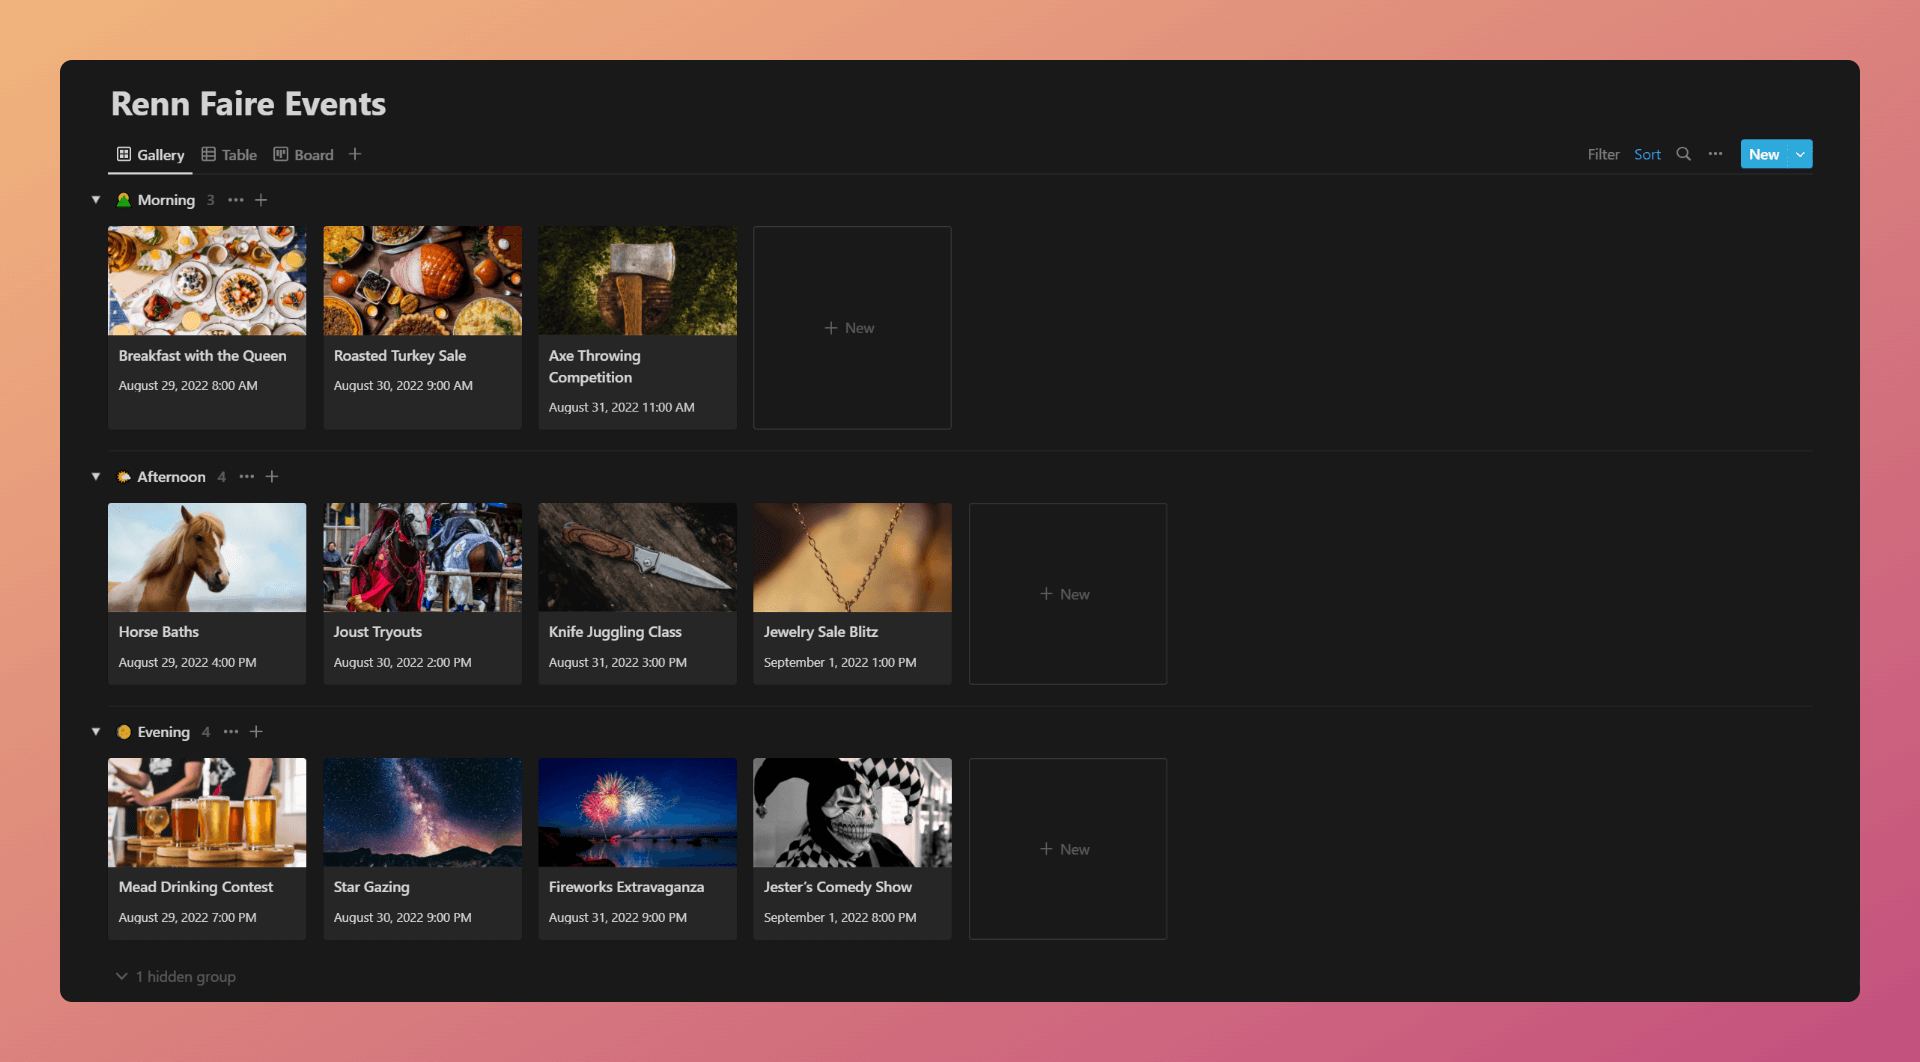 Renn Faire Events
Gallery Table Board
Filter Sort New
Morning 3
Breakfast with the Queen
August 29, 2022 8:00 AM
Roasted Turkey Sale
August 30, 2022 9:00 AM
Axe Throwing
Competition
August 31, 2022 11:00 AM
New
Afternoon 4
Horse Baths
August 29, 2022 4:00 PM
Joust Tryouts
August 30, 2022 2:00 PM
Knife Juggling Class
August 31, 2022 3:00 PM
Jewelry Sale Blitz
September 1, 2022 1:00 PM
New
Evening 4
Mead Drinking Contest
August 29, 2022 7:00 PM
Star Gazing
August 30, 2022 9:00 PM
Fireworks Extravaganza
August 31, 2022 9:00 PM
Jester’s Comedy Show
September 1, 2022 8:00 PM
New
1 hidden group